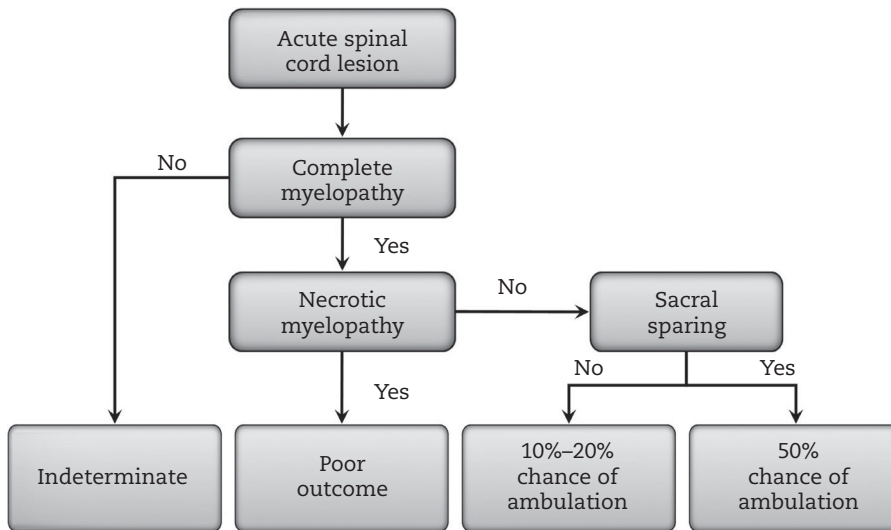 Acute spinal
cord lesion
No
Complete
myelopathy
Yes
Necrotic
myelopathy
No
Sacral
sparing
Yes
No
Yes
Indeterminate
Poor
outcome
10%–20%
chance of
ambulation
50%
chance of
ambulation